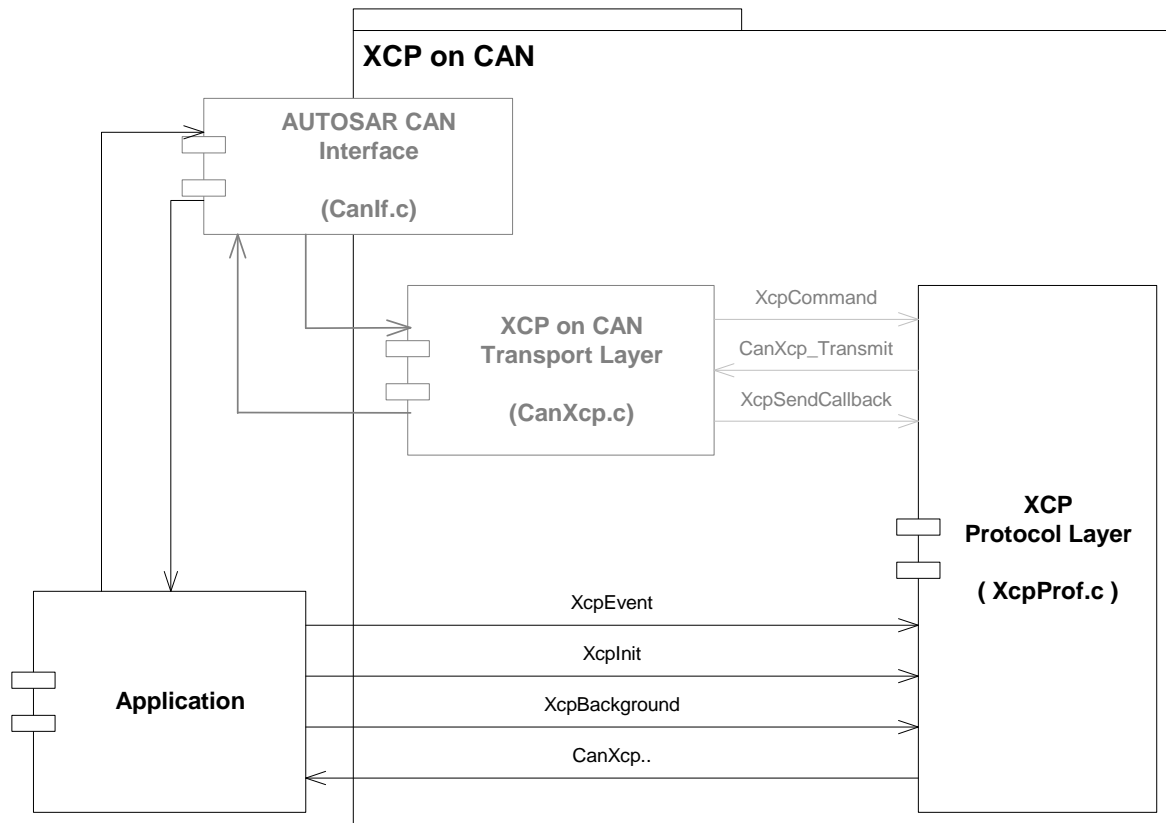 XCP on CAN
AUTOSAR CAN
Interface
(CanIf.c)
XCP on CAN
Transport Layer
(CanXcp.c)
XcpCommand
CanXcp_Transmit
XcpSendCallback
XCP
Protocol Layer
( XcpProf.c )
Application
XcpEvent
XcpInit
XcpBackground
CanXcp..